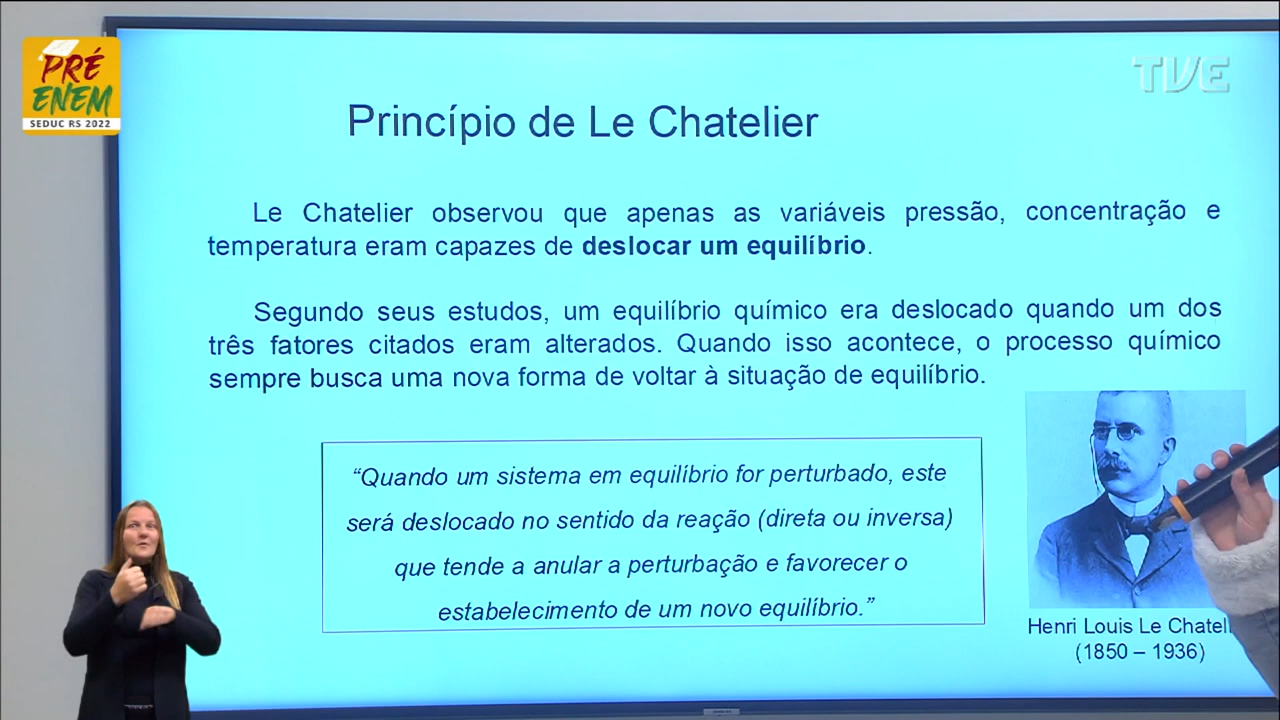 PRÉ
ENEM
SEDUC RS 2022
TVE
Princípio de Le Chatelier
Le Chatelier observou que apenas as variáveis pressão, concentração e
temperatura eram capazes de deslocar um equilíbrio.
Segundo seus estudos, um equilíbrio químico era deslocado quando um dos
três fatores citados eram alterados. Quando isso acontece, o processo químico
sempre busca uma nova forma de voltar à situação de equilíbrio.
“Quando um sistema em equilíbrio for perturbado, este
será deslocado no sentido da reação (direta ou inversa)
que tende a anular a perturbação e favorecer o
estabelecimento de um novo equilíbrio.”
Henri Louis Le
(1850 – 1936)